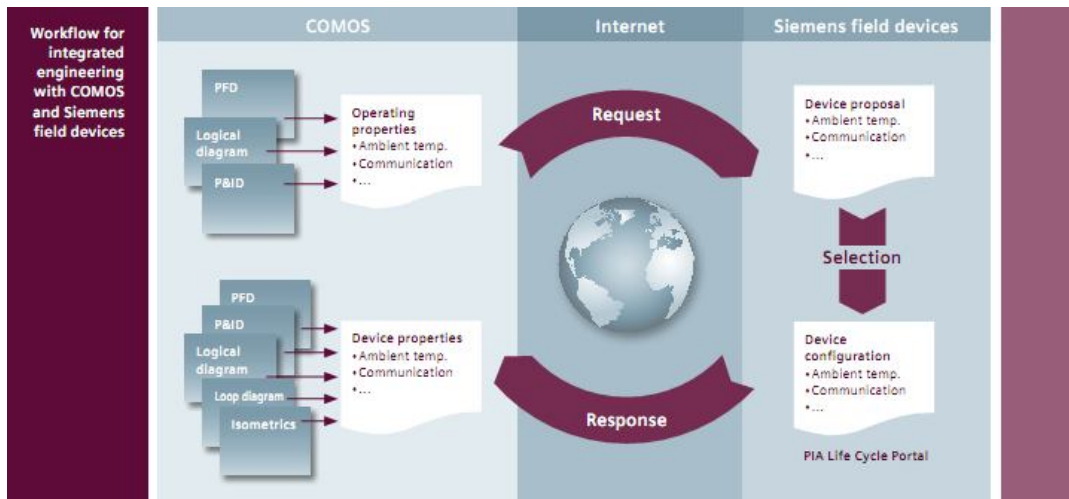 Workflow for
integrated
engineering
with COMOS
and Siemens
field devices
COMOS
Internet
Siemens field devices
PFD
Logical
diagram
P&ID
Operating
properties
•Ambient temp.
•Communication
•...
Request
Device proposal
•Ambient temp.
•Communication
•...
Selection
PFD
P&ID
Logical
diagram
Loop diagram
Isometrics
Device properties
•Ambient temp.
•Communication
•...
Response
Device
configuration
•Ambient temp.
•Communication
•...
PIA Life Cycle Portal